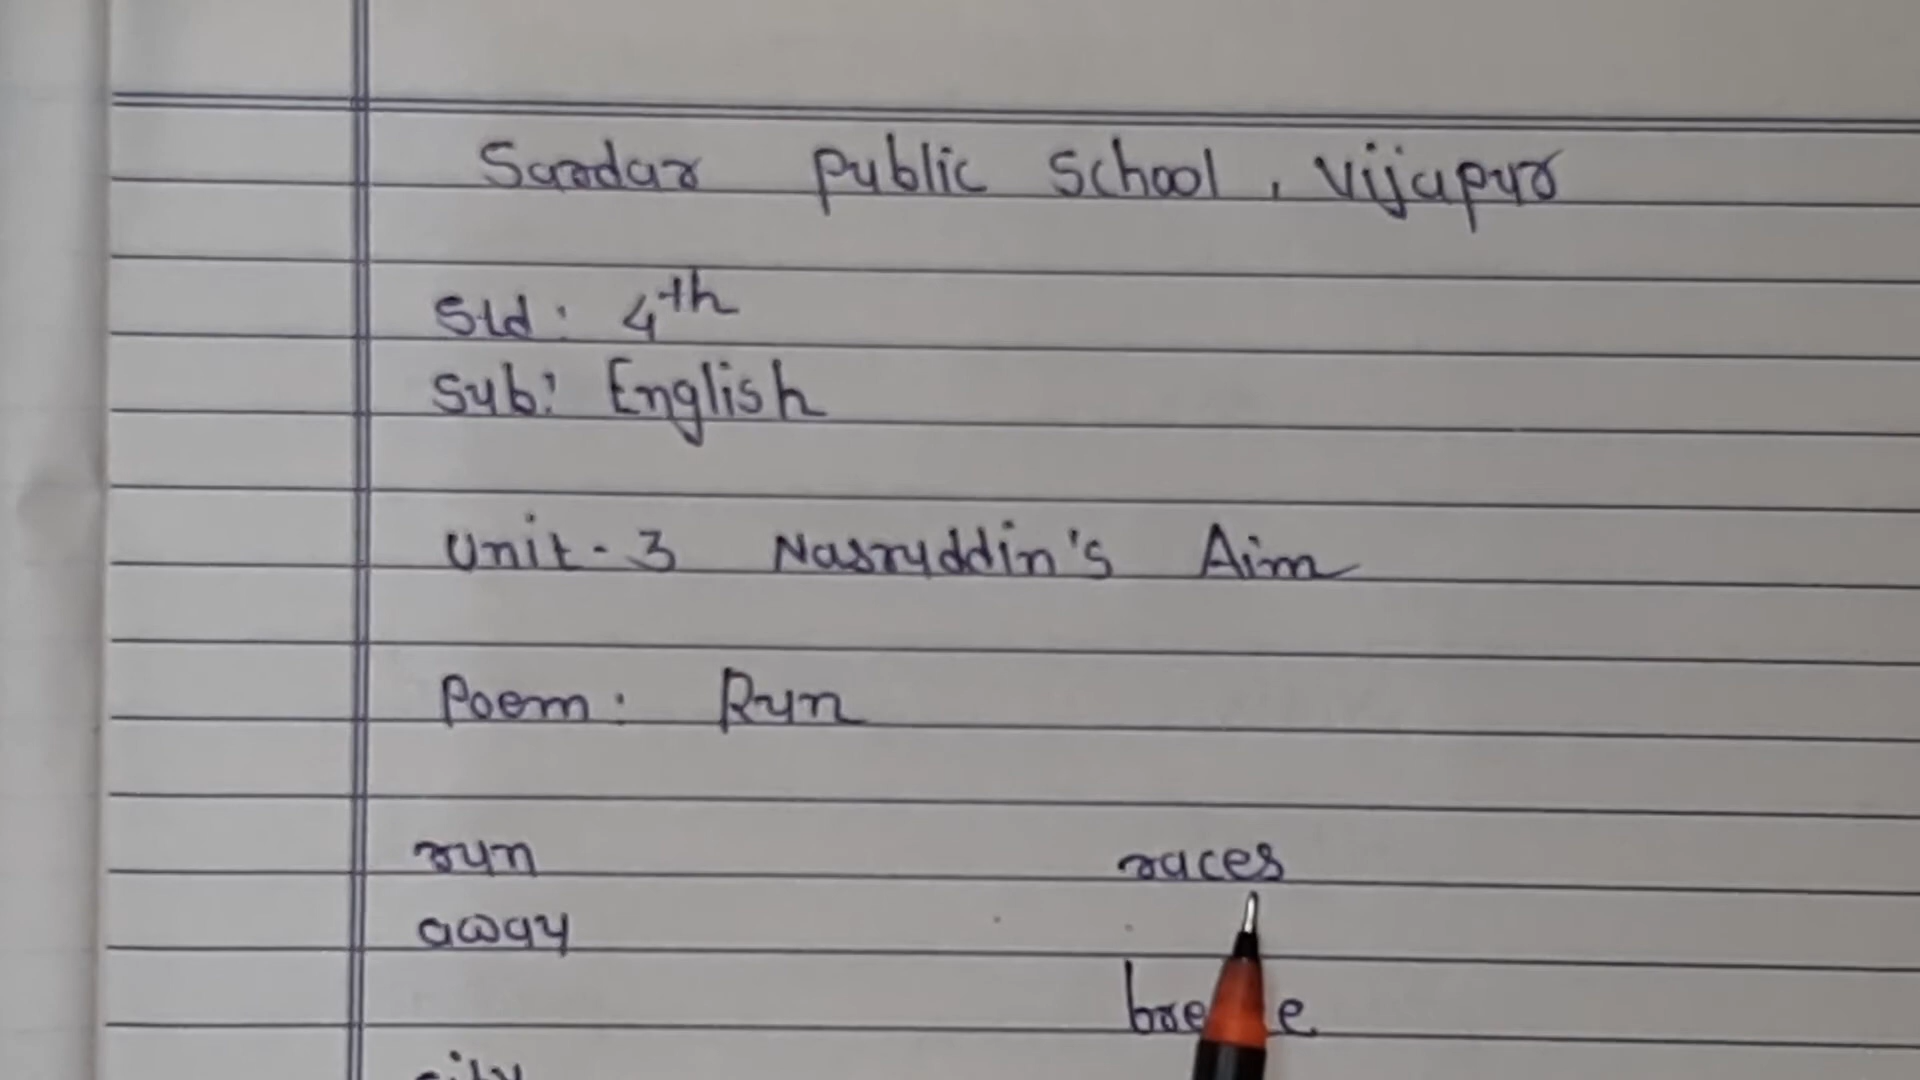 Sardar Public School, Vijapur
Std: 4th
Sub: English
Unit-3 Nasruddin's Aim
Poem: Run
run races
away